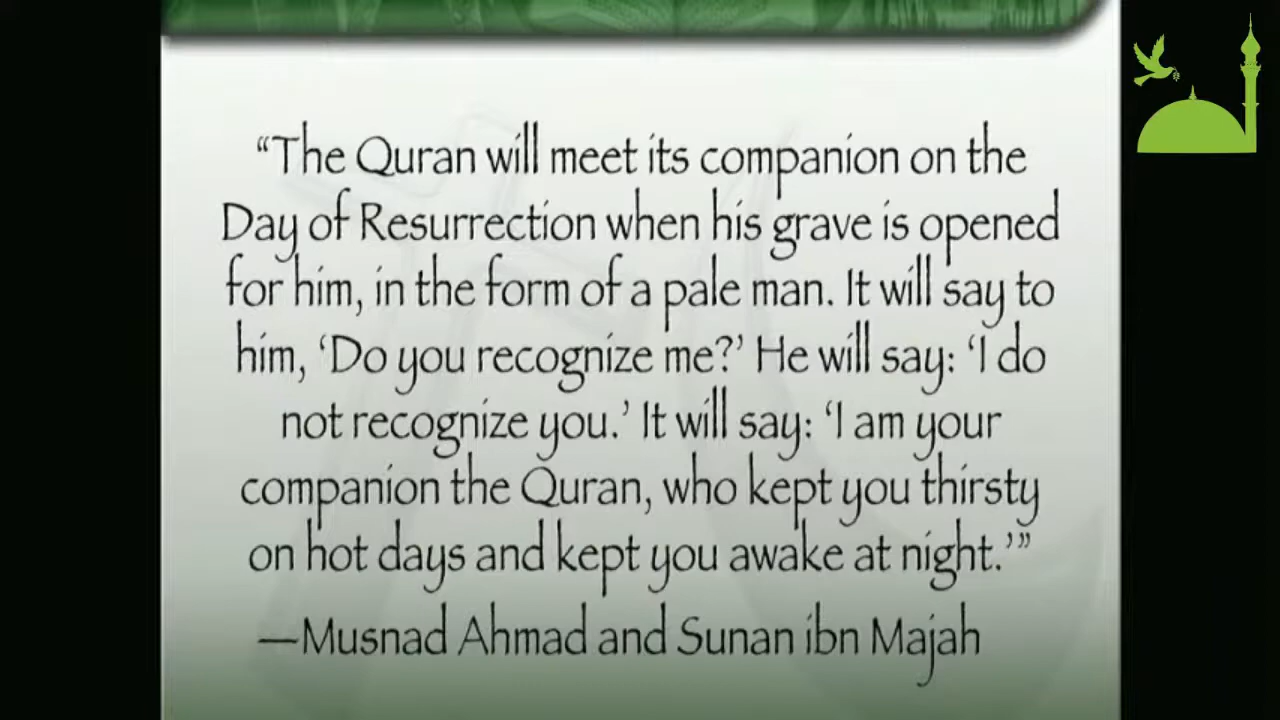 “The Quran will meet its companion on the
Day of Resurrection when his grave is opened
for him, in the form of a pale man. It will say to
him, ‘Do you recognize me?’ He will say: ‘I do
not recognize you.’ It will say: ‘I am your
companion the Quran, who kept you thirsty
on hot days and kept you awake at night.’”
—Musnad Ahmad and Sunan ibn Majah